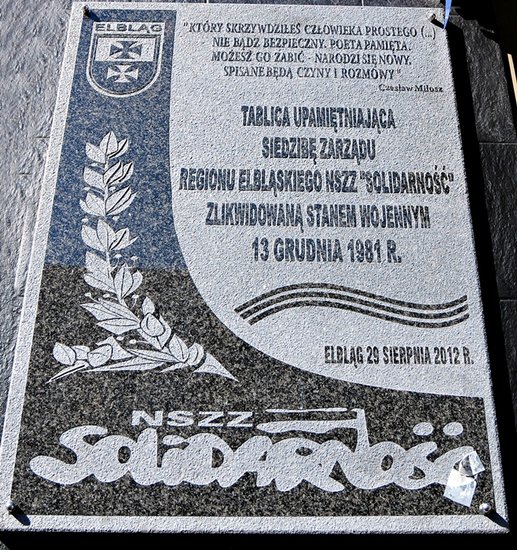 ELBLĄG
"KTÓRY SKRZYWDZIŁEŚ CZŁOWIEKA PROSTEGO (...)
NIE BĄDZ BEZPIECZNY. POETA PAMIĘTA.
MOŻESZ GO ZABIĆ - NARODZI SIĘ NOWY.
SPISANE BĘDĄ CZYNY I ROZMOWY"
Czesław Miłosz
TABLICA UPAMIĘTNIAJĄCA
SIEDZIBĘ ZARZĄDU
REGIONU ELBLĄSKIEGO NSZZ "SOLIDARNOŚĆ"
ZLIKWIDOWANĄ STANEM WOJENNYM
13 GRUDNIA 1981 R.
ELBLĄG 29 SIERPNIA 2012 R.
NSZZ
SOLIDARNOŚĆ